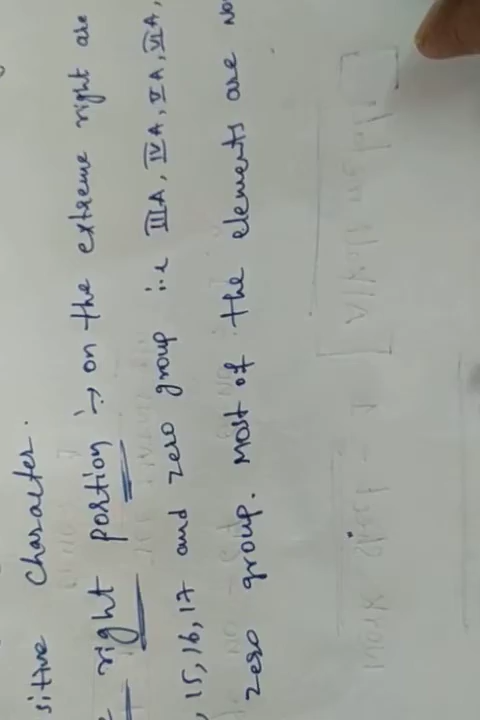 sitive character.
right portion :→ on the extreme right are
, 15, 16, 17 and zero group i.e IIIA, IVA, VA, VIA,
zero group. Most of the elements are